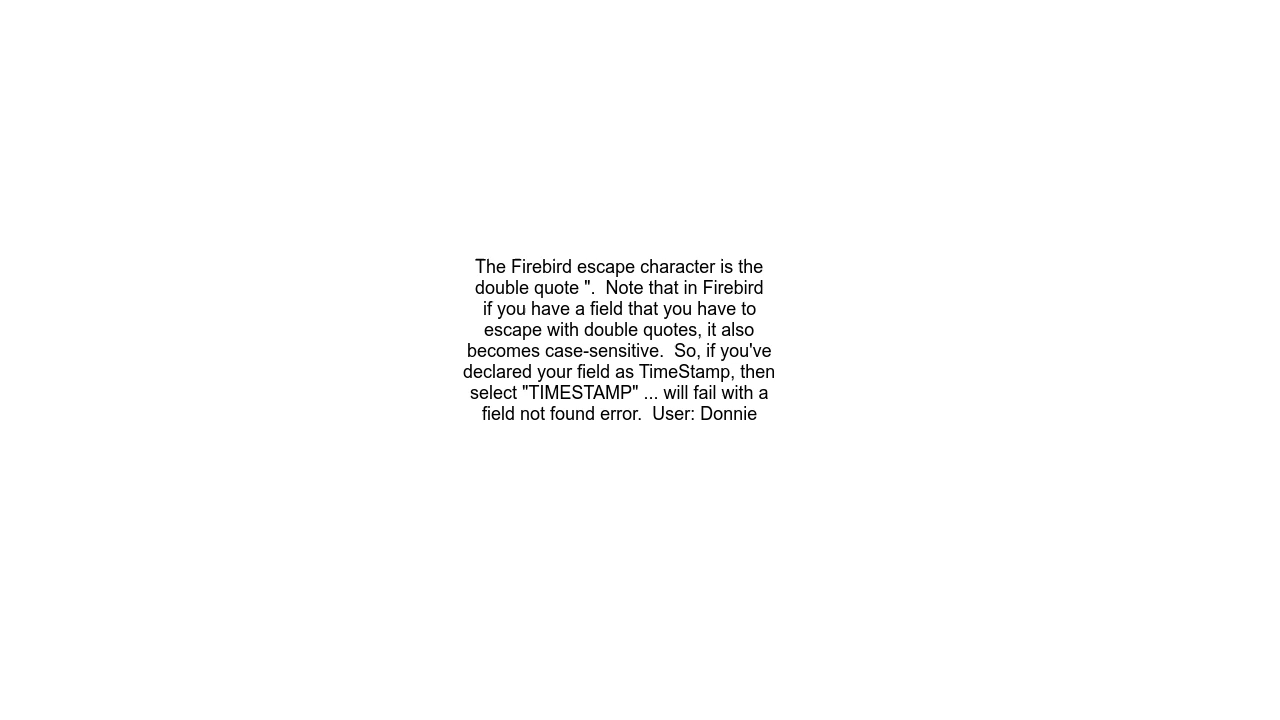 The Firebird escape character is the
double quote ".  Note that in Firebird
if you have a field that you have to
escape with double quotes, it also
becomes case-sensitive.  So, if you've
declared your field as TimeStamp, then
select "TIMESTAMP" ... will fail with a
field not found error.  User: Donnie